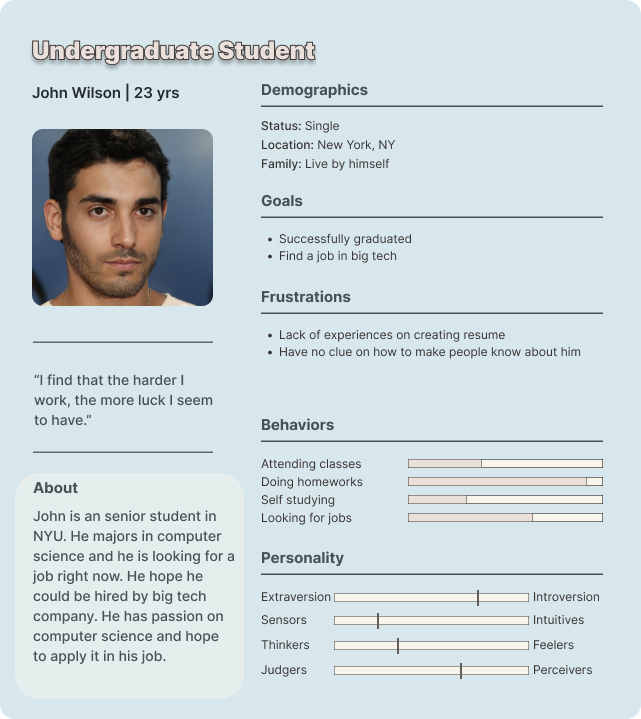 Undergraduate Student
John Wilson | 23 yrs
“I find that the harder I
work, the more luck I seem
to have.”
About
John is an senior student in
NYU. He majors in computer
science and he is looking for a
job right now. He hope he
could be hired by big tech
company. He has passion on
computer science and hope
to apply it in his job.
Demographics
Status: Single
Location: New York, NY
Family: Live by himself
Goals
• Successfully graduated
• Find a job in big tech
Frustrations
• Lack of experiences on creating resume
• Have no clue on how to make people know about him
Behaviors
Attending classes
Doing homeworks
Self studying
Looking for jobs
Personality
Extraversion Introversion
Sensors Intuitives
Thinkers Feelers
Judgers Perceivers